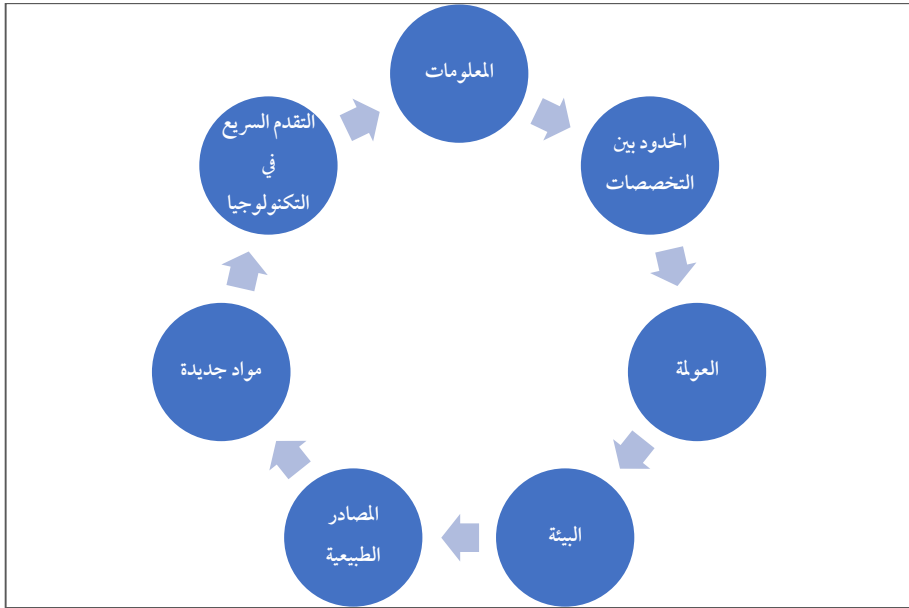 المعلومات
الحدود بين
التخصصات
العولمة
البيئة
المصادر
الطبيعية
مواد جديدة
التقدم السريع
في
التكنولوجيا